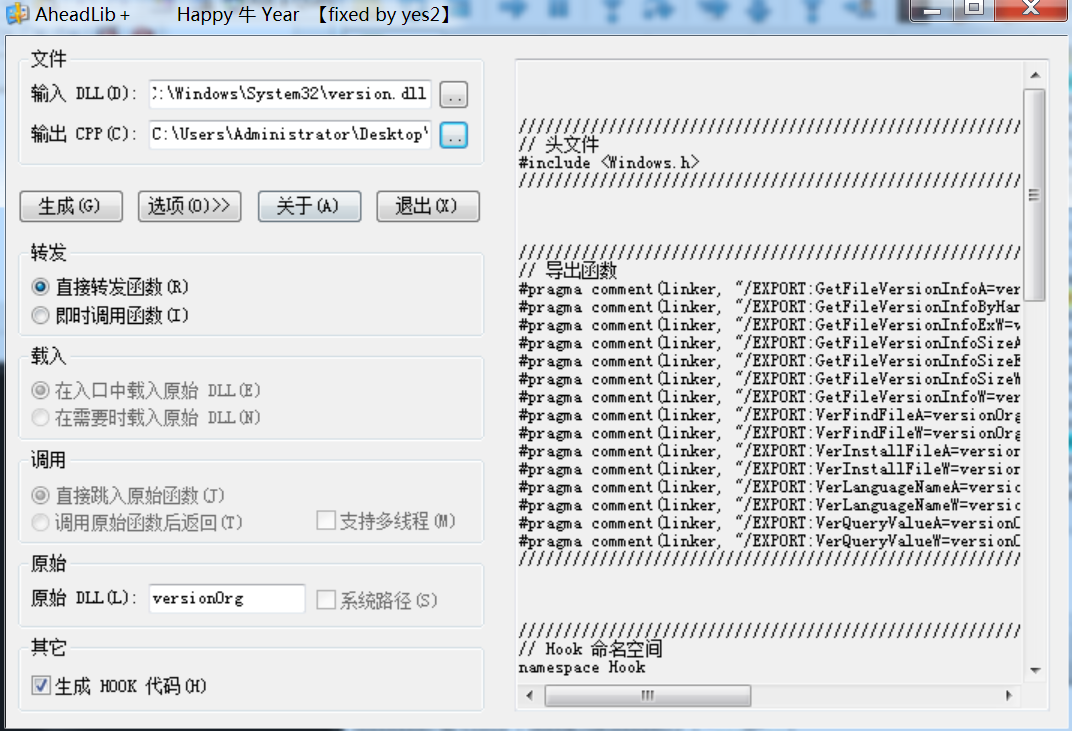 AheadLib + Happy 牛 Year 【fixed by yes2】
文件
输入 DLL(D): :\Windows\System32\version.dll ..
输出 CPP(C): C:\Users\Administrator\Desktop\ ..
生成(G) 选项(O)>> 关于(A) 退出(X)
转发
直接转发函数(R)
即时调用函数(I)
载入
在入口中载入原始 DLL(E)
在需要时载入原始 DLL(N)
调用
直接跳入原始函数(J)
调用原始函数后返回(T) 支持多线程(M)
原始
原始 DLL(L): versionOrg 系统路径(S)
其它
生成 HOOK 代码(H)
////////////////////////////////////////////////////////
// 头文件
#include <Windows.h>
////////////////////////////////////////////////////////
////////////////////////////////////////////////////////
// 导出函数
#pragma comment(linker, "/EXPORT:GetFileVersionInfoA=ver
#pragma comment(linker, "/EXPORT:GetFileVersionInfoByHan
#pragma comment(linker, "/EXPORT:GetFileVersionInfoExW=v
#pragma comment(linker, "/EXPORT:GetFileVersionInfoSizeA
#pragma comment(linker, "/EXPORT:GetFileVersionInfoSizeE
#pragma comment(linker, "/EXPORT:GetFileVersionInfoSizeW
#pragma comment(linker, "/EXPORT:GetFileVersionInfoW=ver
#pragma comment(linker, "/EXPORT:VerFindFileA=versionOrg
#pragma comment(linker, "/EXPORT:VerFindFileW=versionOrg
#pragma comment(linker, "/EXPORT:VerInstallFileA=version
#pragma comment(linker, "/EXPORT:VerInstallFileW=version
#pragma comment(linker, "/EXPORT:VerLanguageNameA=versio
#pragma comment(linker, "/EXPORT:VerLanguageNameW=versio
#pragma comment(linker, "/EXPORT:VerQueryValueA=versionO
#pragma comment(linker, "/EXPORT:VerQueryValueW=versionO
////////////////////////////////////////////////////////
////////////////////////////////////////////////////////
// Hook 命名空间
namespace Hook